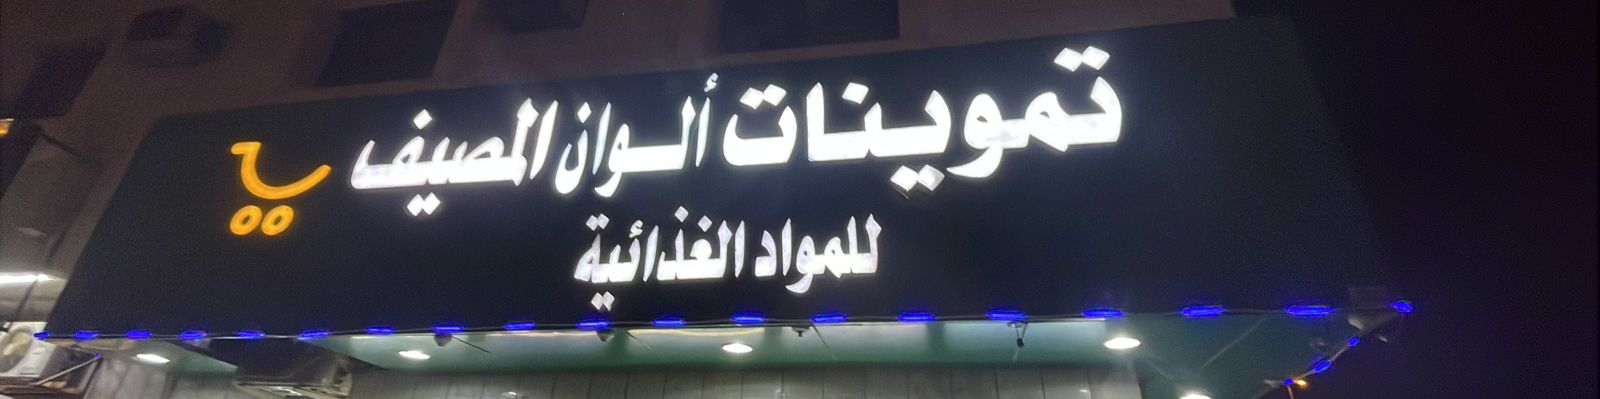 تموينات ألوان المصيف
للمواد الغذائية